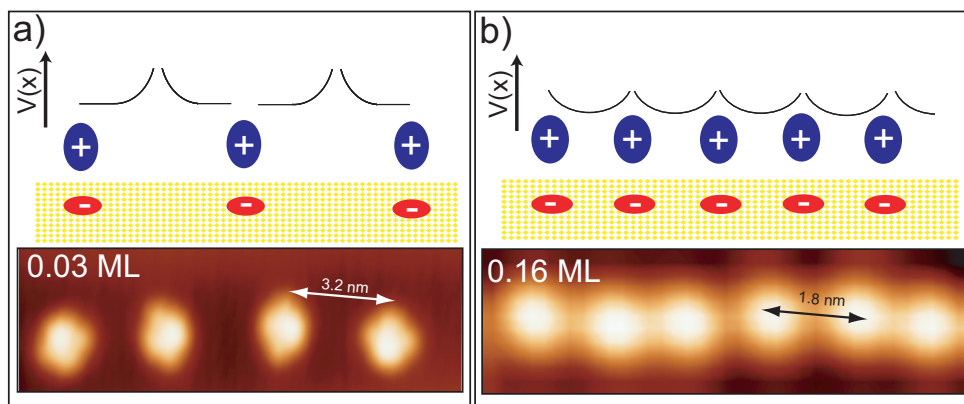 a)
V(x)
+ + +
- - -
0.03 ML
3.2 nm
b)
V(x)
+ + + + +
- - - - -
0.16 ML
1.8 nm